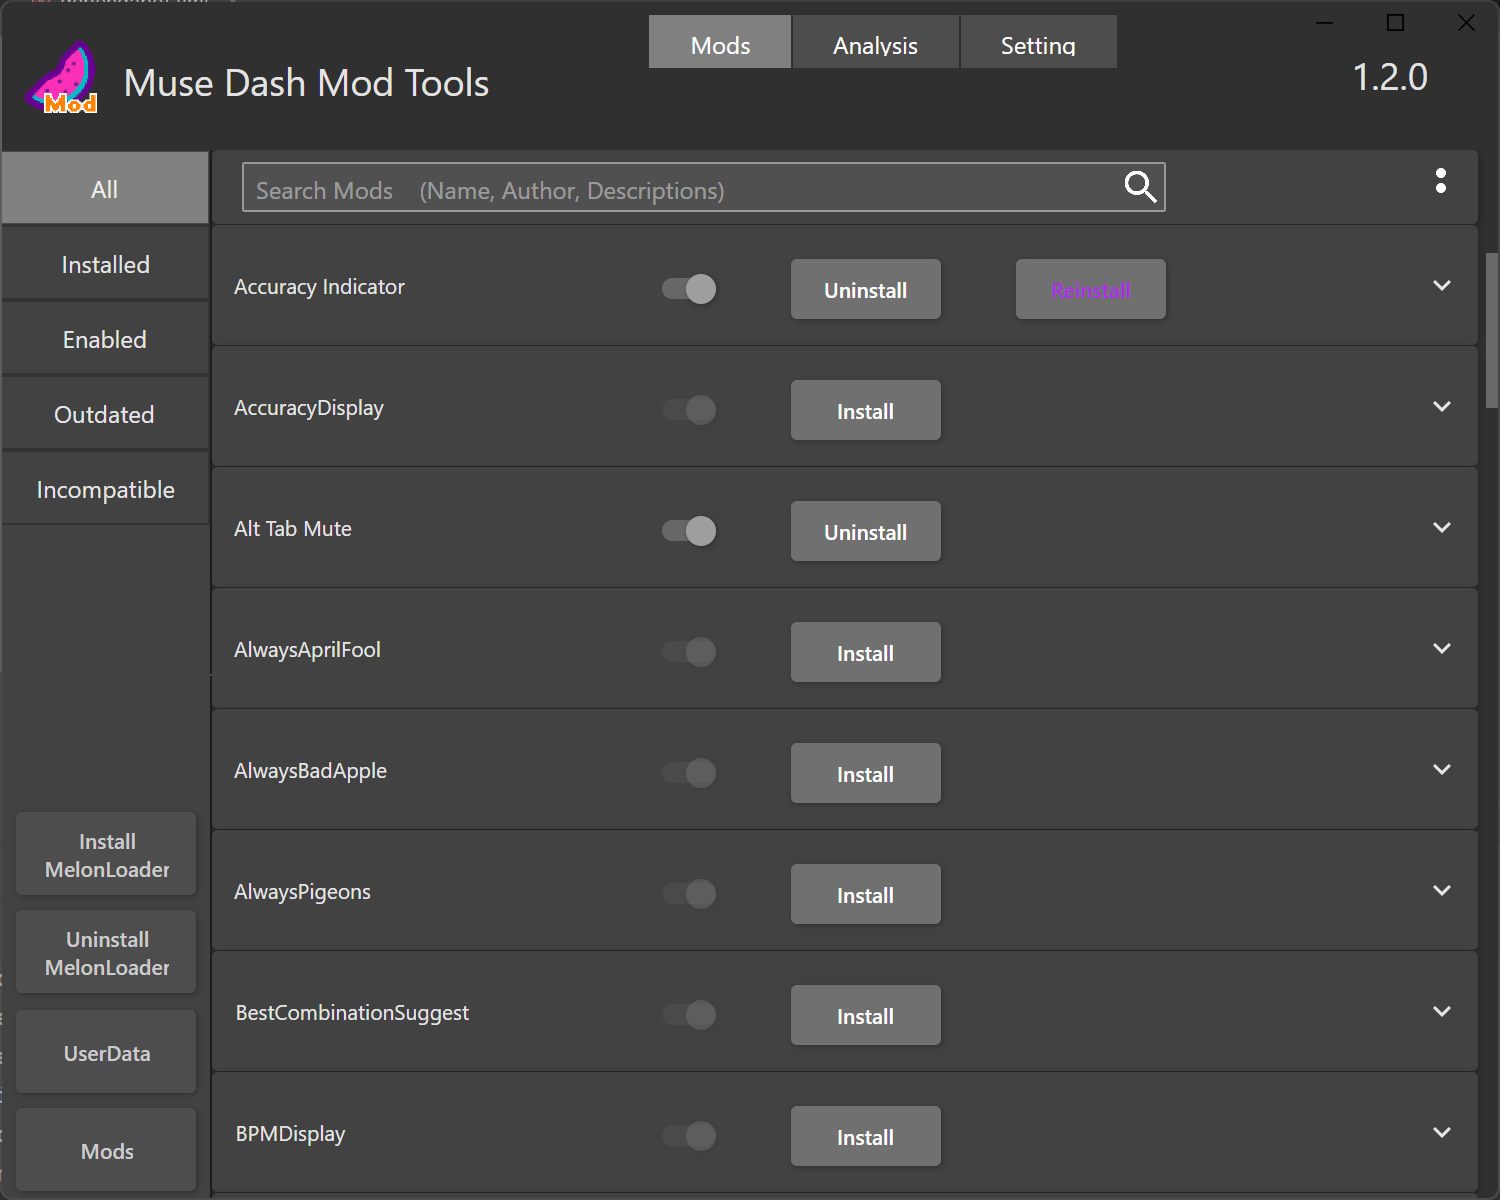 Mods
Analysis
Setting
Mod
Muse Dash Mod Tools
1.2.0
All
Installed
Enabled
Outdated
Incompatible
Install
MelonLoader
Uninstall
MelonLoader
UserData
Mods
Search Mods (Name, Author, Descriptions)
Accuracy Indicator
Uninstall
Reinstall
AccuracyDisplay
Install
Alt Tab Mute
Uninstall
AlwaysAprilFool
Install
AlwaysBadApple
Install
AlwaysPigeons
Install
BestCombinationSuggest
Install
BPMDisplay
Install